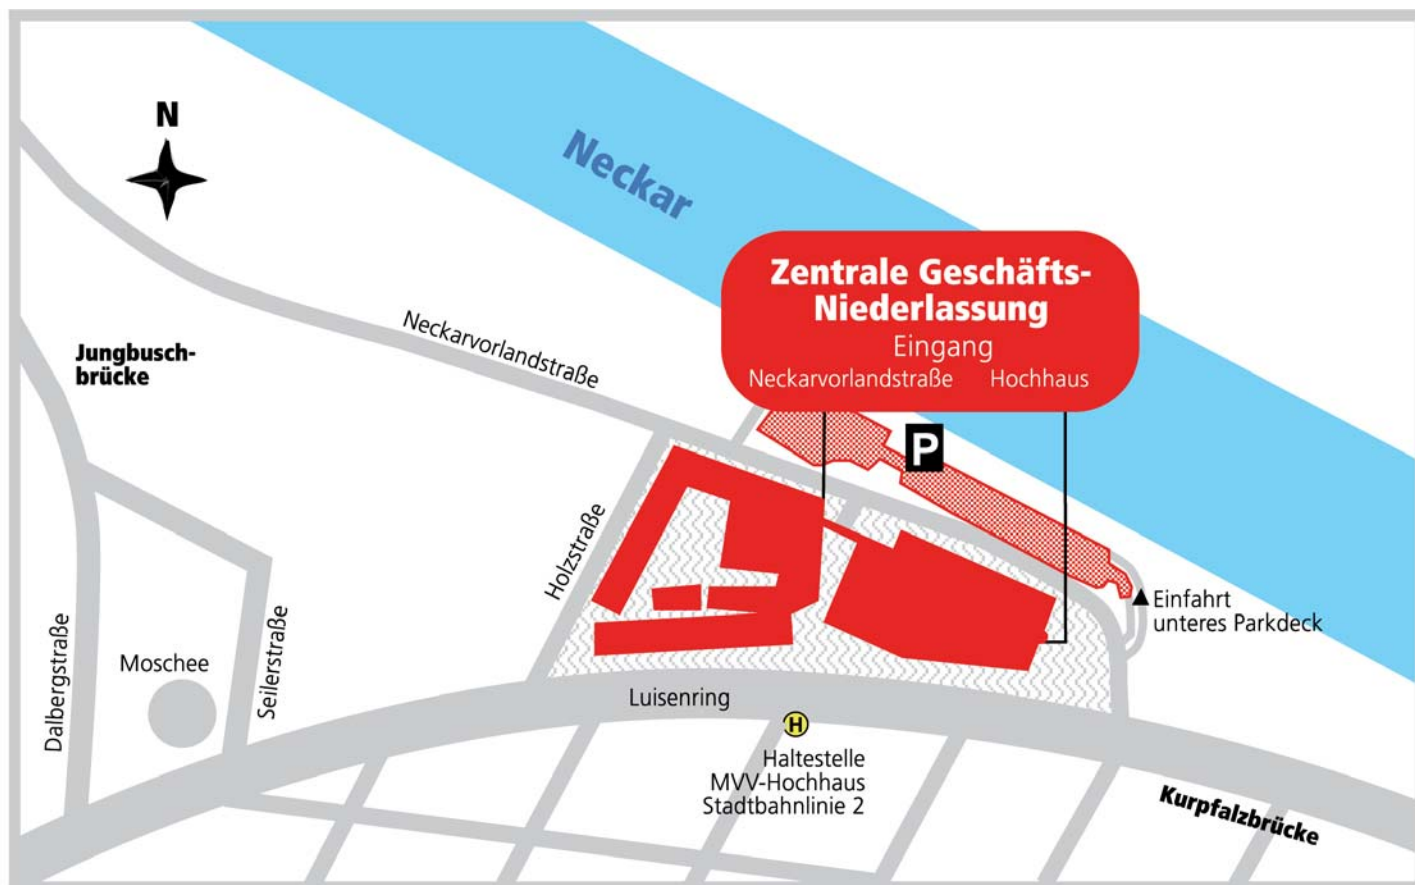 N
Neckar
Zentrale Geschäfts-
Niederlassung
Eingang
Neckarvorlandstraße Hochhaus
Neckarvorlandstraße
Jungbusch-
brücke
P
Holzstraße
Einfahrt
unteres Parkdeck
Dalbergstraße
Moschee
Seilerstraße
Luisenring
H
Haltestelle
MVV-Hochhaus
Stadtbahnlinie 2
Kurpfalzbrücke